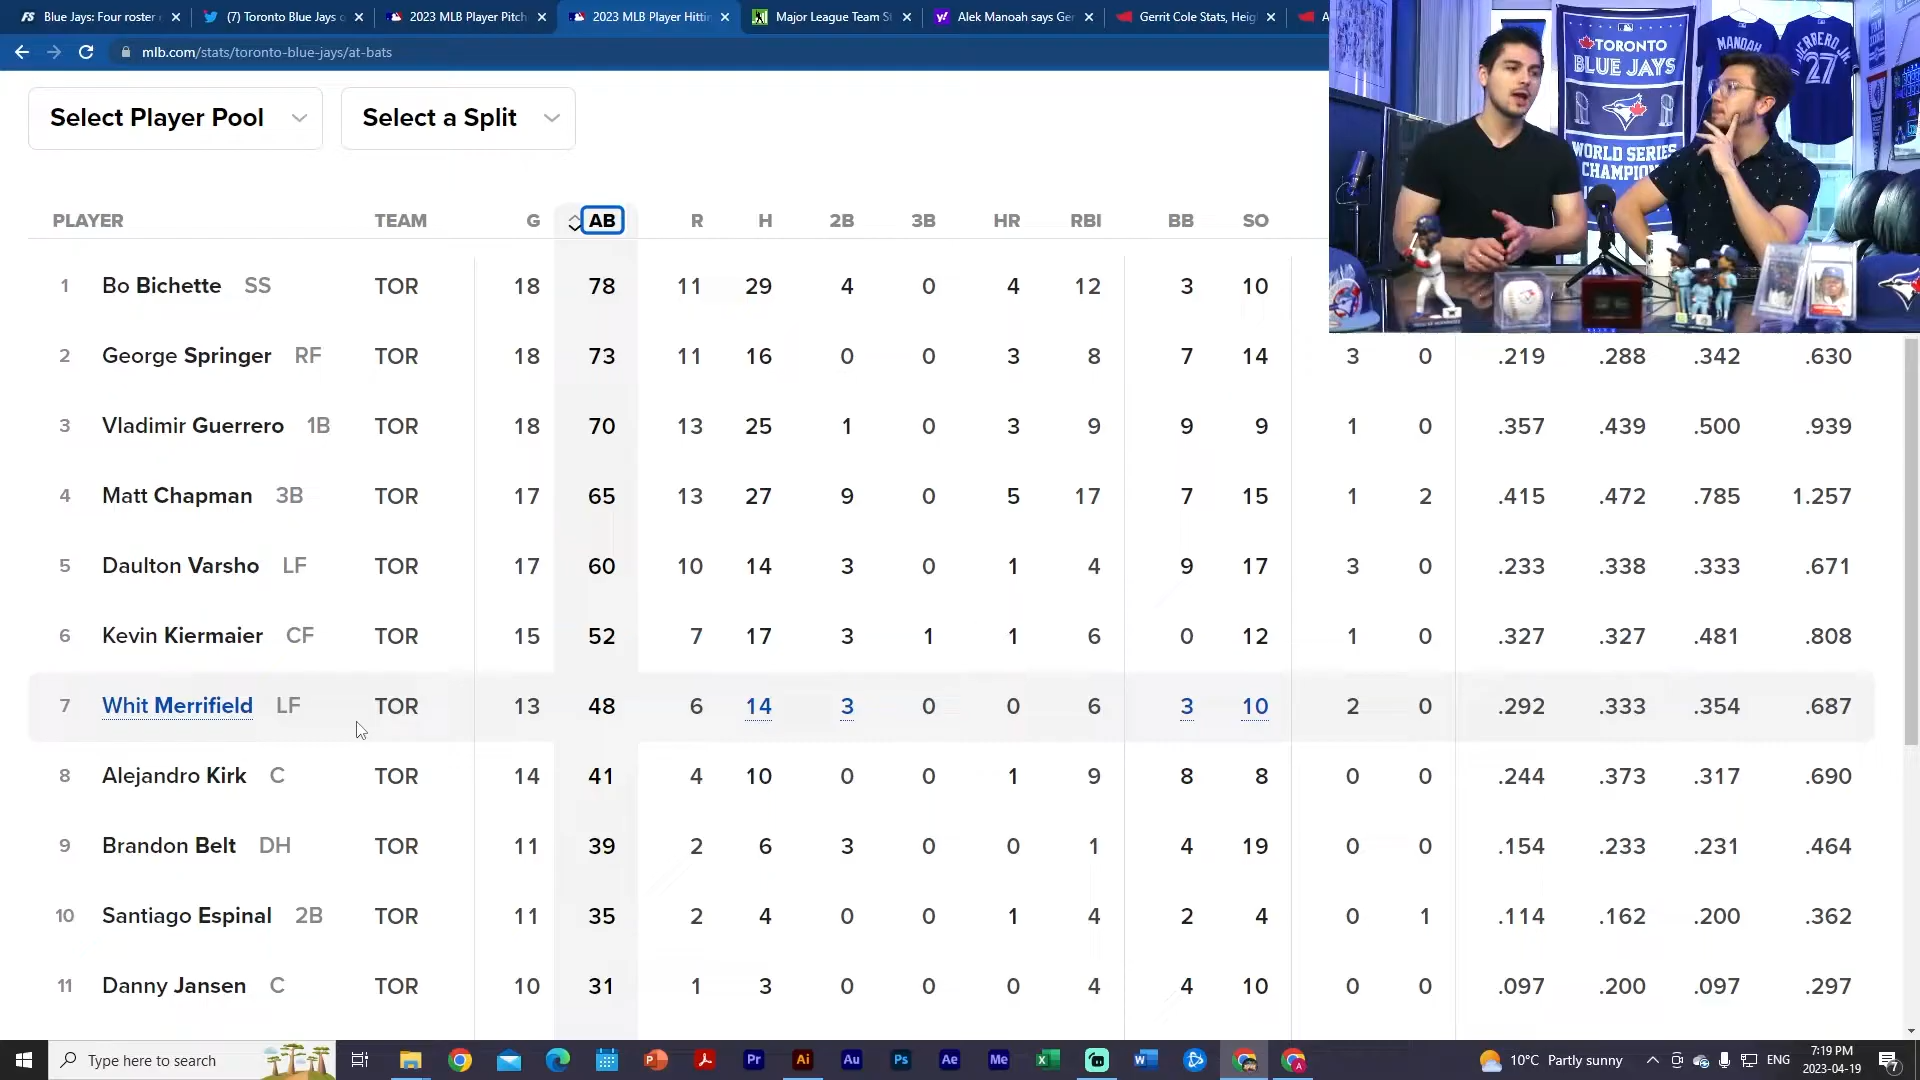 Blue Jays: Four roster
(7) Toronto Blue Jays
2023 MLB Player Pitch
2023 MLB Player Hittin
Major League Team S
Alek Manoah says Ger
Gerrit Cole Stats, Heig
mlb.com/stats/toronto-blue-jays/at-bats
Select Player Pool
Select a Split
TORONTO
BLUE JAYS
WORLD SERIES
CHAMPION
MANOAH
27
PLAYER TEAM G AB R H 2B 3B HR RBI BB SO
1 Bo Bichette SS TOR 18 78 11 29 4 0 4 12 3 10
2 George Springer RF TOR 18 73 11 16 0 0 3 8 7 14 3 0 .219 .288 .342 .630
3 Vladimir Guerrero 1B TOR 18 70 13 25 1 0 3 9 9 9 1 0 .357 .439 .500 .939
4 Matt Chapman 3B TOR 17 65 13 27 9 0 5 17 7 15 1 2 .415 .472 .785 1.257
5 Daulton Varsho LF TOR 17 60 10 14 3 0 1 4 9 17 3 0 .233 .338 .333 .671
6 Kevin Kiermaier CF TOR 15 52 7 17 3 1 1 6 0 12 1 0 .327 .327 .481 .808
7 Whit Merrifield LF TOR 13 48 6 14 3 0 0 6 3 10 2 0 .292 .333 .354 .687
8 Alejandro Kirk C TOR 14 41 4 10 0 0 1 9 8 8 0 0 .244 .373 .317 .690
9 Brandon Belt DH TOR 11 39 2 6 3 0 0 1 4 19 0 0 .154 .233 .231 .464
10 Santiago Espinal 2B TOR 11 35 2 4 0 0 1 4 2 4 0 1 .114 .162 .200 .362
11 Danny Jansen C TOR 10 31 1 3 0 0 0 4 4 10 0 0 .097 .200 .097 .297
Type here to search
Pr
Ai
Au
Ps
Ae
Me
10°C Partly sunny
ENG
7:19 PM
2023-04-19
7